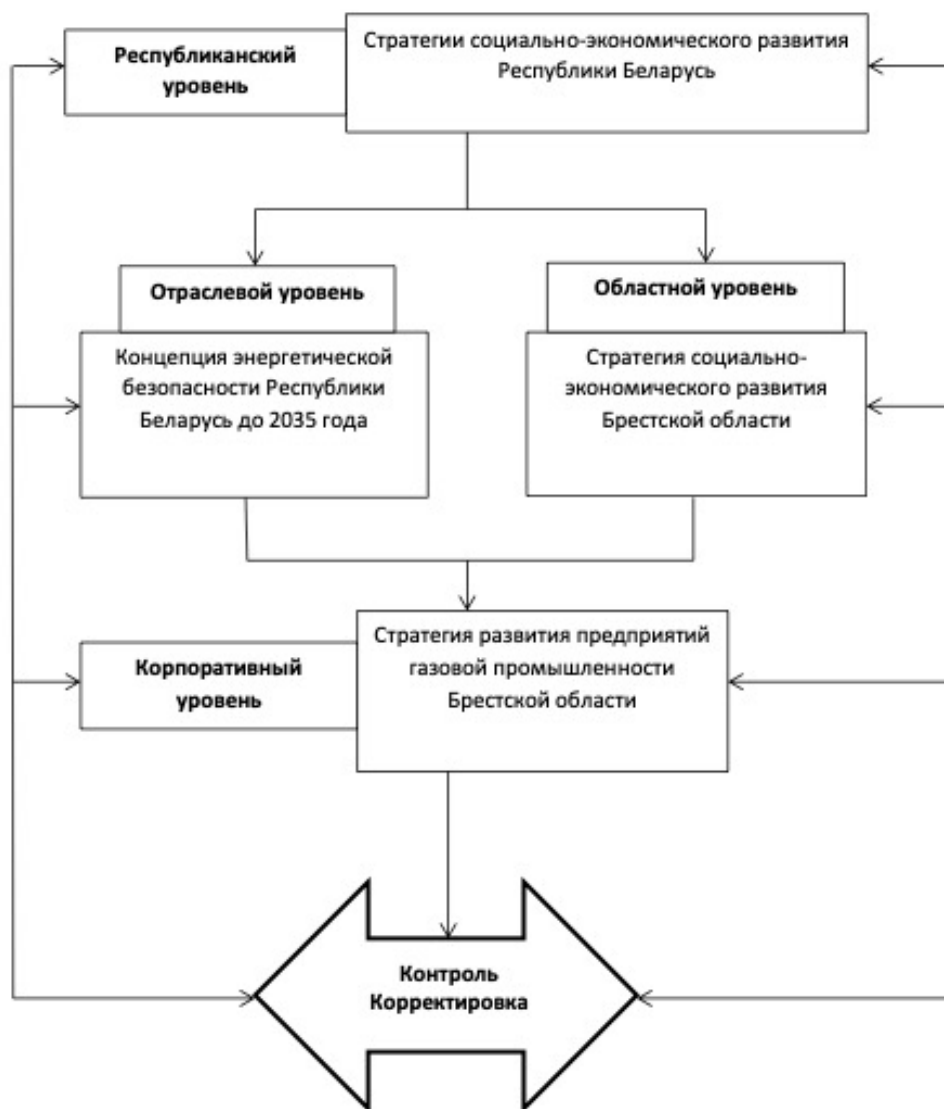 Республиканский
уровень
Стратегии социально-экономического развития
Республики Беларусь
Отраслевой уровень
Концепция энергетической
безопасности Республики
Беларусь до 2035 года
Областной уровень
Стратегия социально-
экономического развития
Брестской области
Корпоративный
уровень
Стратегия развития предприятий
газовой промышленности
Брестской области
Контроль
Корректировка